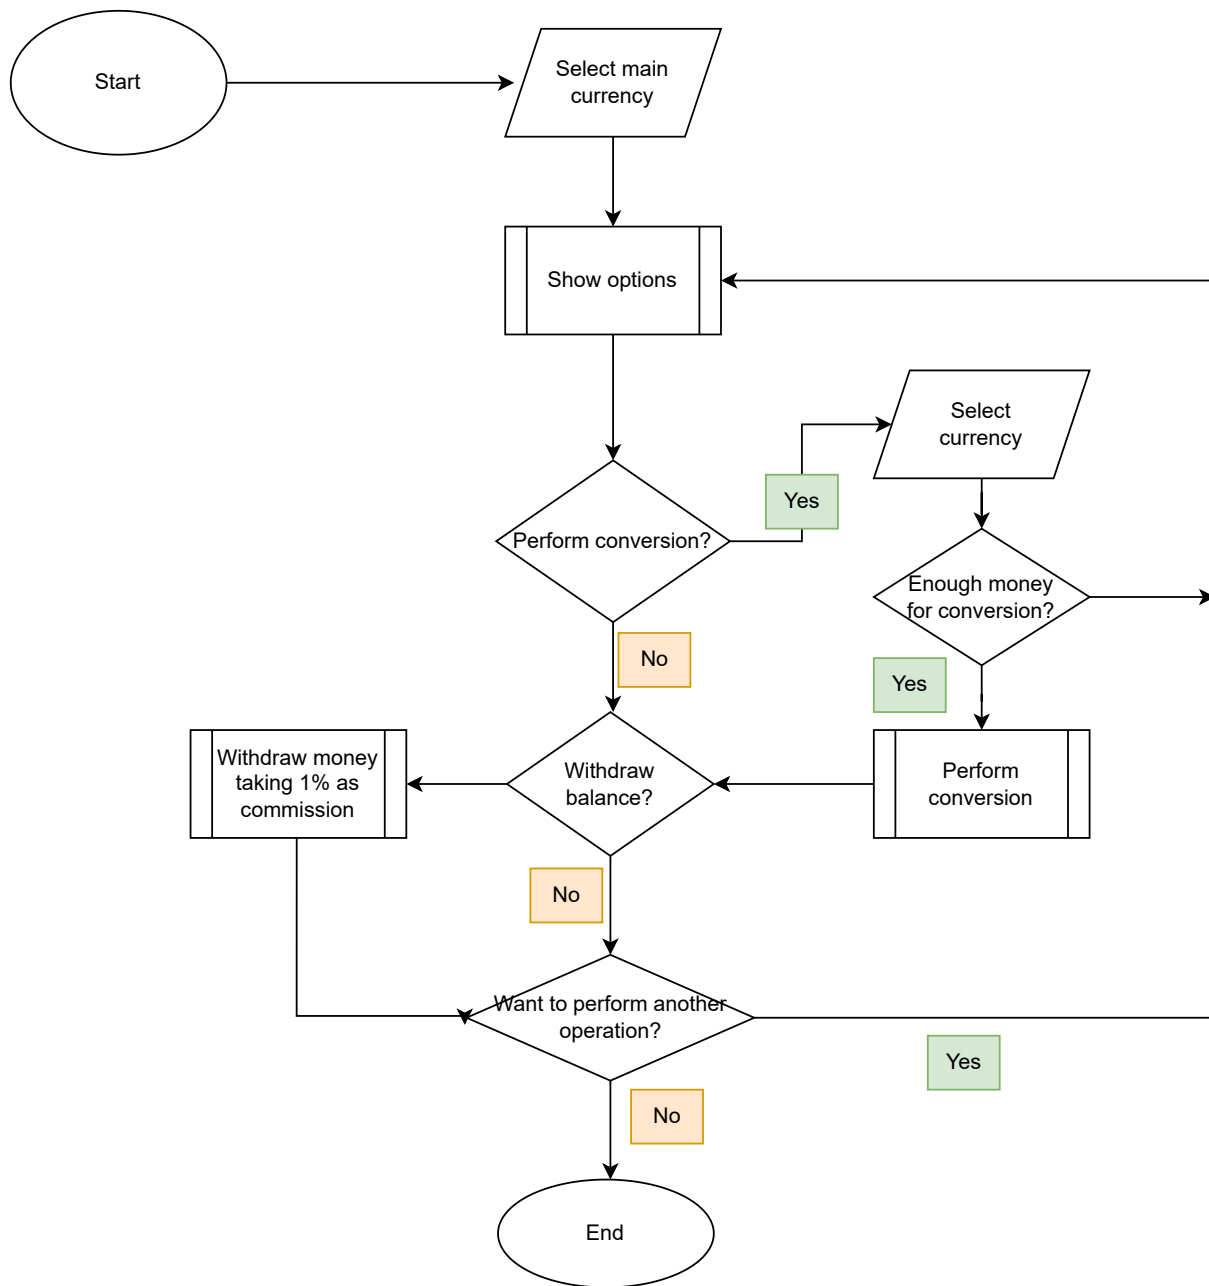 Start
Select main
currency
Show options
Select
currency
Yes
Perform conversion?
Enough money
for conversion?
No
Yes
Withdraw money
taking 1% as
commission
Withdraw
balance?
Perform
conversion
No
Want to perform another
operation?
Yes
No
End